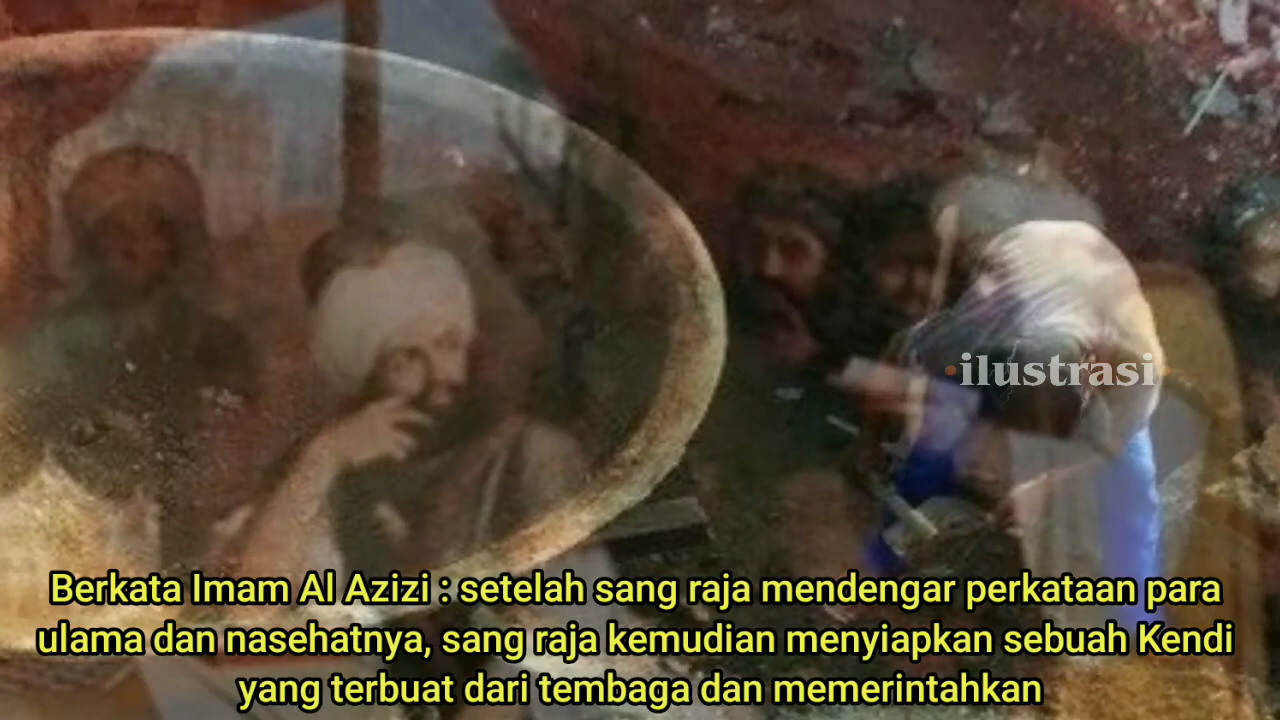 ilustrasi
Berkata Imam Al Azizi : setelah sang raja mendengar perkataan para
ulama dan nasehatnya, sang raja kemudian menyiapkan sebuah Kendi
yang terbuat dari tembaga dan memerintahkan